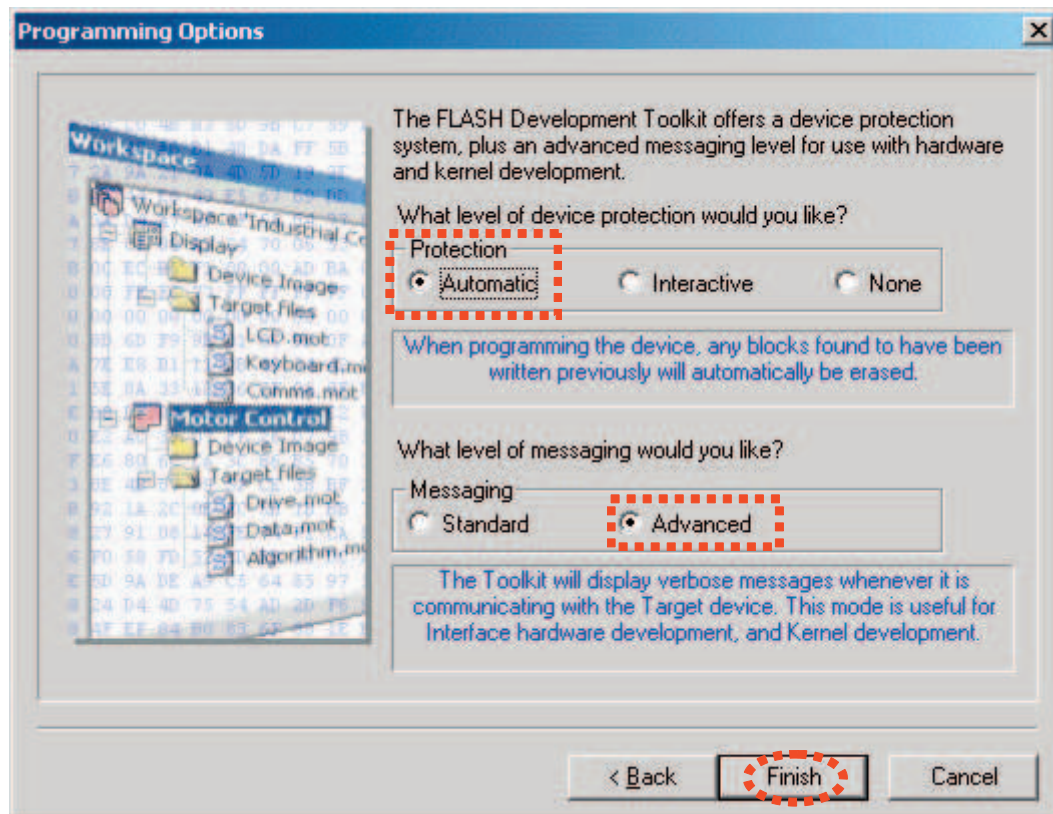 Programming Options
Workspace
Workspace 'Industrial Co
Display
Device Image
Target Files
LCD.mot
Keyboard.m
Comms.mot
Motor Control
Device Image
Target Files
Drive.mot
Data.mot
Algorithm.m
The FLASH Development Toolkit offers a device protection
system, plus an advanced messaging level for use with hardware
and kernel development.
What level of device protection would you like?
Protection
Automatic Interactive None
When programming the device, any blocks found to have been
written previously will automatically be erased.
What level of messaging would you like?
Messaging
Standard Advanced
The Toolkit will display verbose messages whenever it is
communicating with the Target device. This mode is useful for
Interface hardware development, and Kernel development.
< Back Finish Cancel